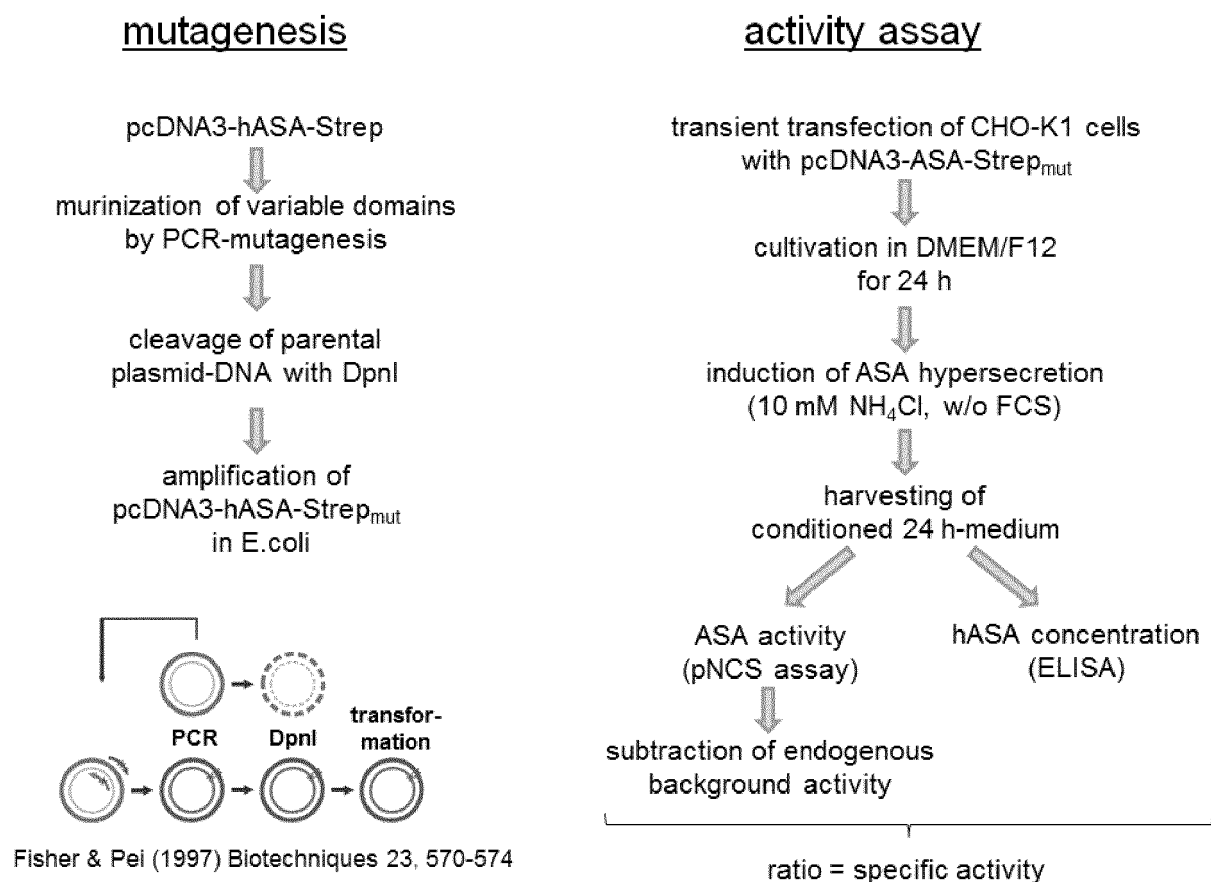 mutagenesis
pcDNA3-hASA-Strep
murinization of variable domains
by PCR-mutagenesis
cleavage of parental
plasmid-DNA with DpnI
amplification of
pcDNA3-hASA-Strepmut
in E.coli
PCR
DpnI
transfor-
mation
Fisher & Pei (1997) Biotechniques 23, 570-574
activity assay
transient transfection of CHO-K1 cells
with pcDNA3-ASA-Strepmut
cultivation in DMEM/F12
for 24 h
induction of ASA hypersecretion
(10 mM NH4Cl, w/o FCS)
harvesting of
conditioned 24 h-medium
ASA activity
(pNCS assay)
hASA concentration
(ELISA)
subtraction of endogenous
background activity
ratio = specific activity